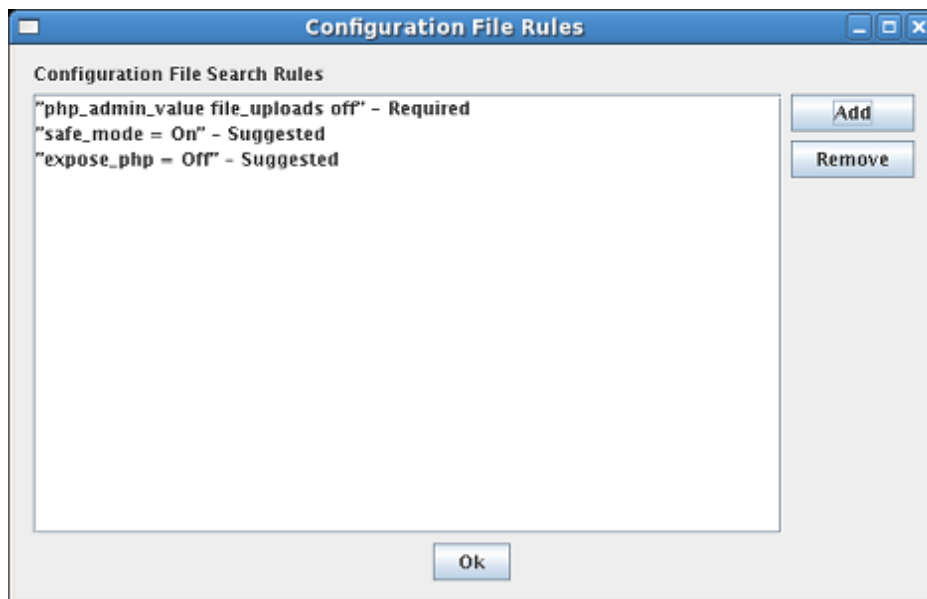 Configuration File Rules
Configuration File Search Rules
"php_admin_value file_uploads off" - Required
"safe_mode = On" - Suggested
"expose_php = Off" - Suggested
Add
Remove
Ok